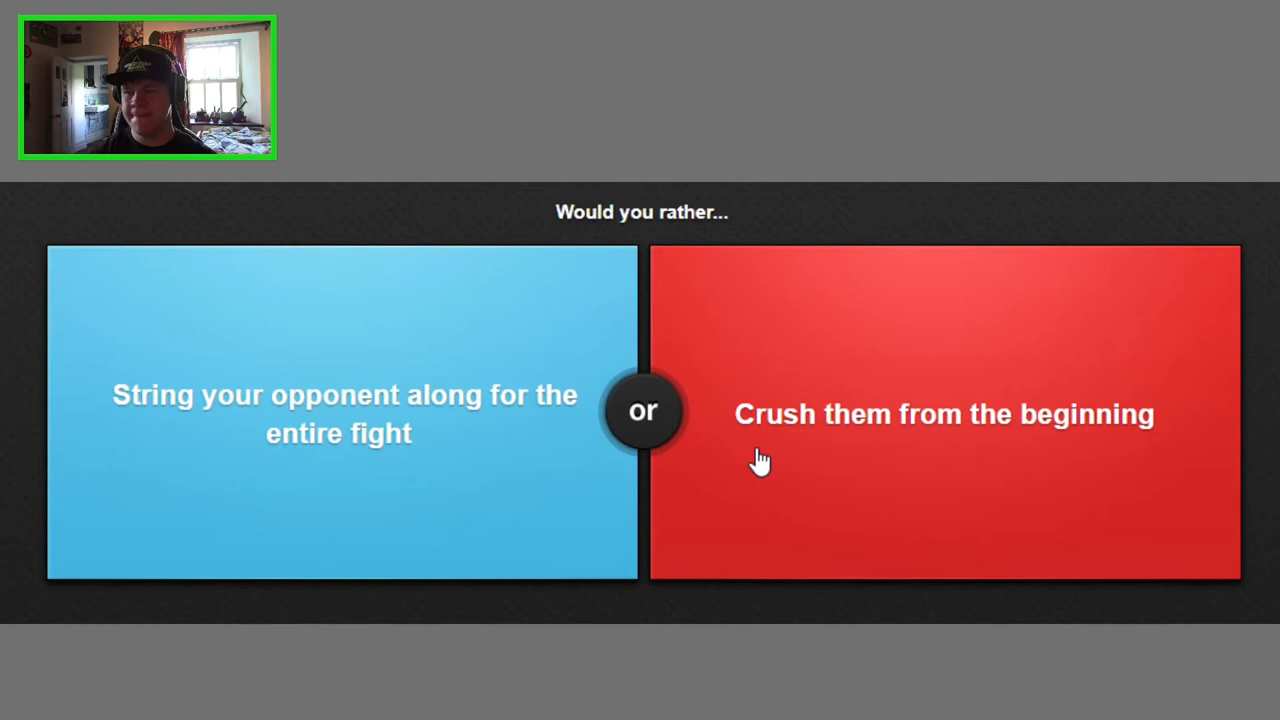 Would you rather...
String your opponent along for the
entire fight
or
Crush them from the beginning